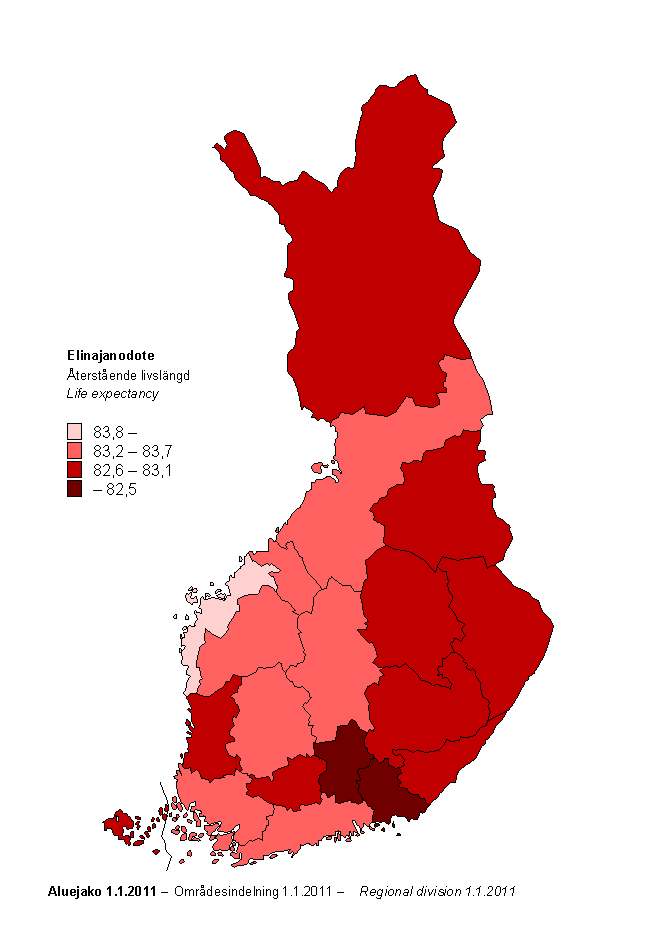 Elinajanodote
Återstående livslängd
Life expectancy
83,8 –
83,2 – 83,7
82,6 – 83,1
– 82,5
Aluejako 1.1.2011 – Områdesindelning 1.1.2011 – Regional division 1.1.2011